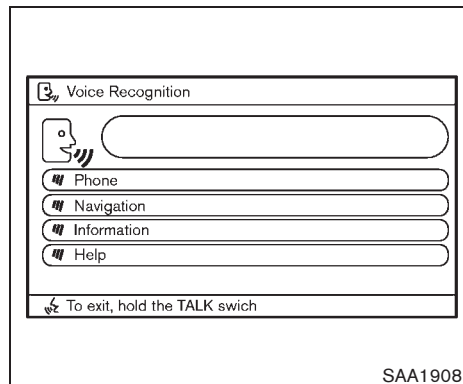 Voice Recognition
Phone
Navigation
Information
Help
To exit, hold the TALK swich
SAA1908